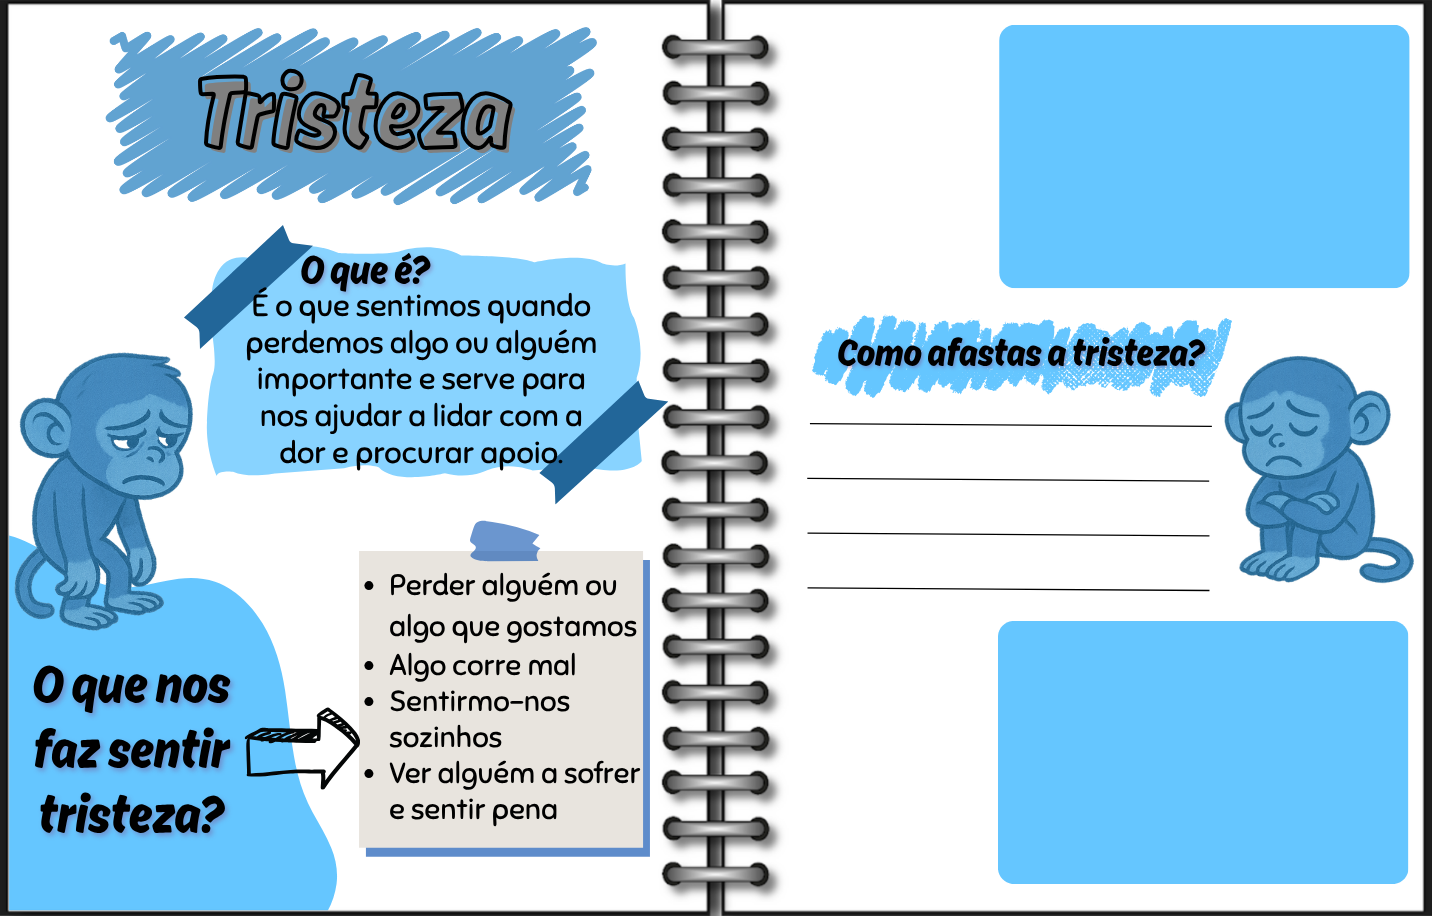 Tristeza
O que é?
É o que sentimos quando
perdemos algo ou alguém
importante e serve para
nos ajudar a lidar com a
dor e procurar apoio.
O que nos
faz sentir
tristeza?
• Perder alguém ou
algo que gostamos
• Algo corre mal
• Sentirmo-nos
sozinhos
• Ver alguém a sofrer
e sentir pena
Como afastas a tristeza?